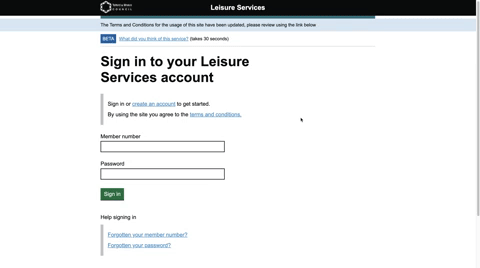 Telford & Wrekin
COUNCIL
Leisure Services
The Terms and Conditions for the usage of this site have been updated, please review using the link below
BETA What did you think of this service? (takes 30 seconds)
Sign in to your Leisure
Services account
Sign in or create an account to get started.
By using the site you agree to the terms and conditions.
Member number
Password
Sign in
Help signing in
Forgotten your member number?
Forgotten your password?